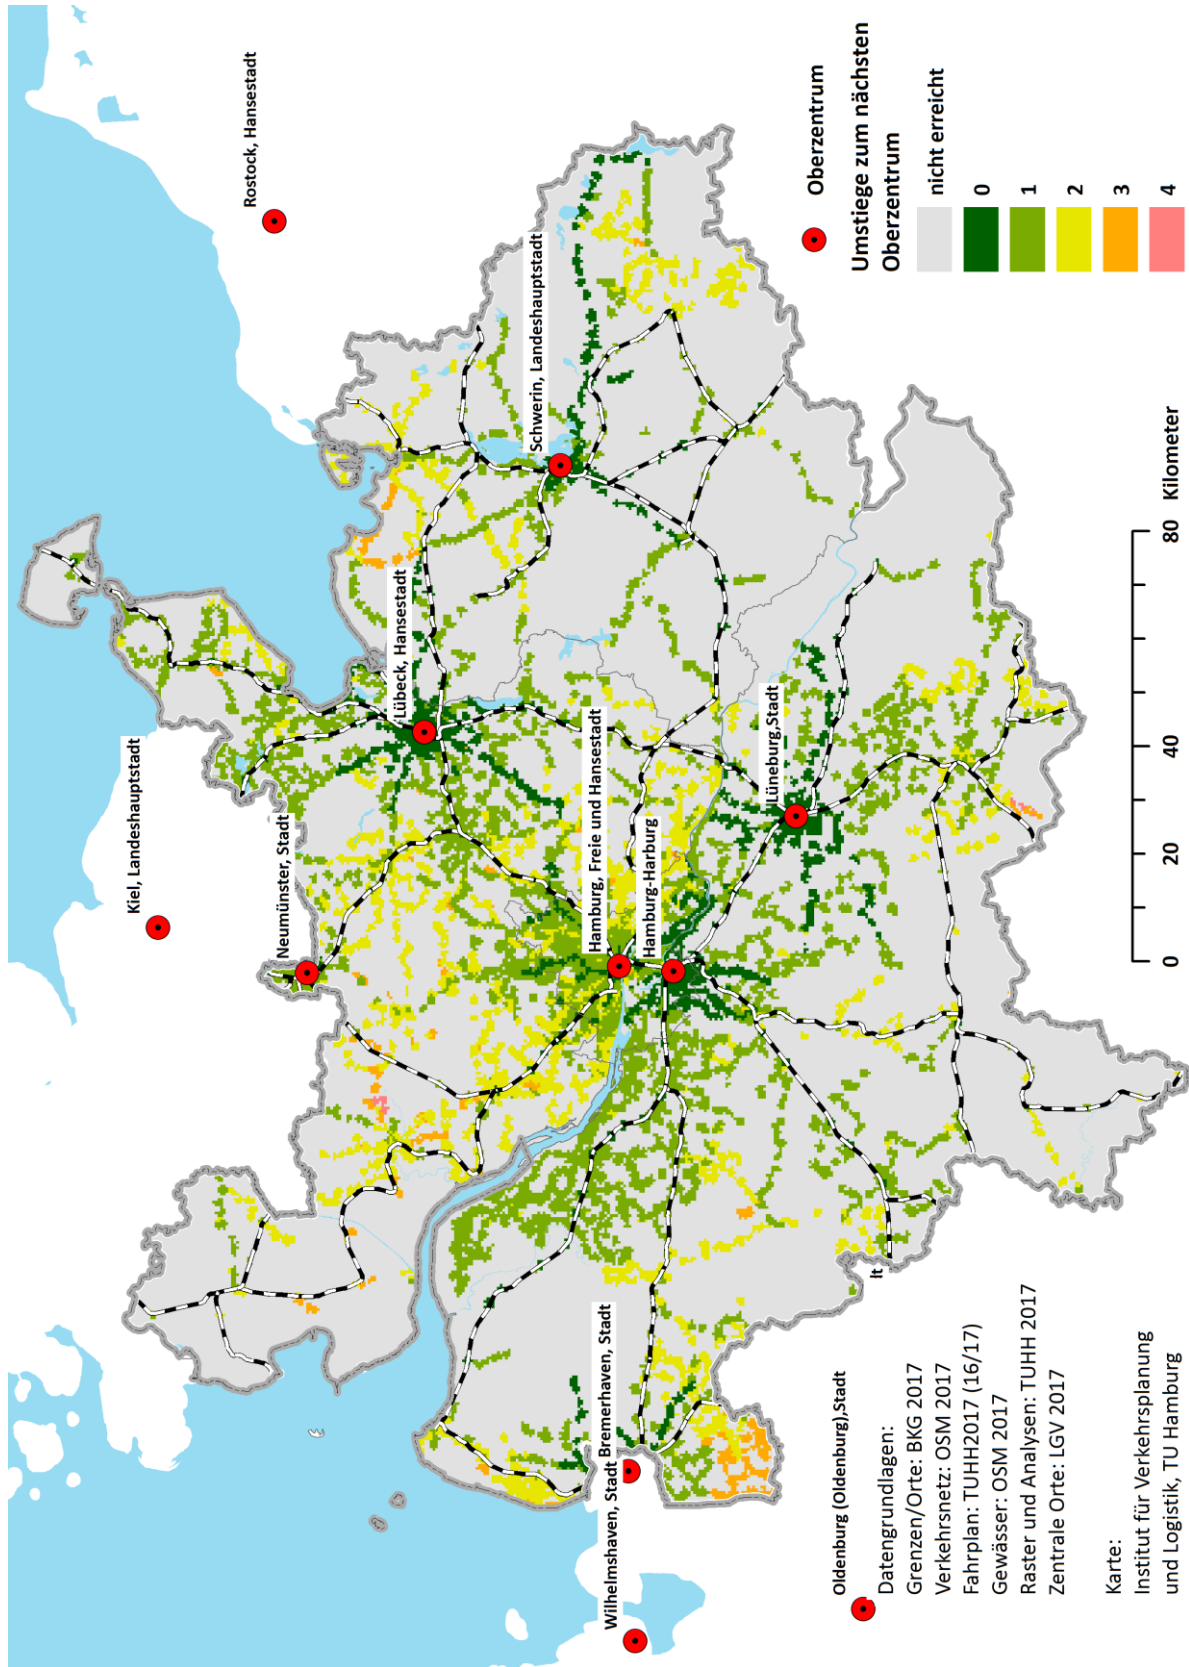 Rostock, Hansestadt
Kiel, Landeshauptstadt
Schwerin, Landeshauptstadt
Lübeck, Hansestadt
Neumünster, Stadt
Hamburg, Freie und Hansestadt
Hamburg-Harburg
Lüneburg,Stadt
Wilhelmshaven, Stadt
Bremerhaven, Stadt
Oldenburg (Oldenburg),Stadt
lt
Oberzentrum
Umstiege zum nächsten
Oberzentrum
nicht erreicht
0
1
2
3
4
0
20
40
80
Kilometer
Datengrundlagen:
Grenzen/Orte: BKG 2017
Verkehrsnetz: OSM 2017
Fahrplan: TUHH2017 (16/17)
Gewässer: OSM 2017
Raster und Analysen: TUHH 2017
Zentrale Orte: LGV 2017
Karte:
Institut für Verkehrsplanung
und Logistik, TU Hamburg